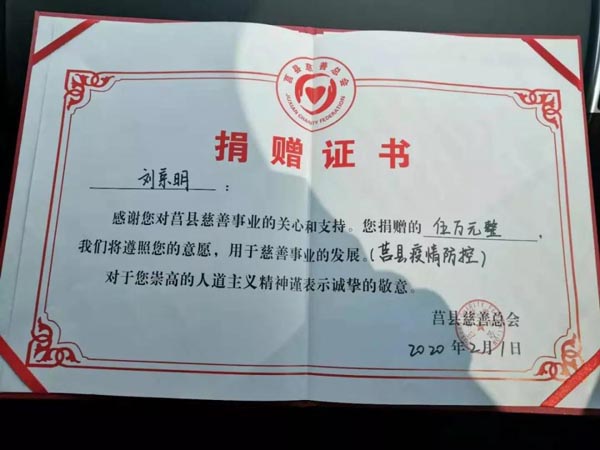 莒县慈善总会
JUXIAN CHARITY FEDERATION
捐赠证书
刘京明：
感谢您对莒县慈善事业的关心和支持。您捐赠的 伍万元整，
我们将遵照您的意愿，用于慈善事业的发展。(莒县疫情防控)
对于您崇高的人道主义精神谨表示诚挚的敬意。
莒县慈善总会
2020年2月1日